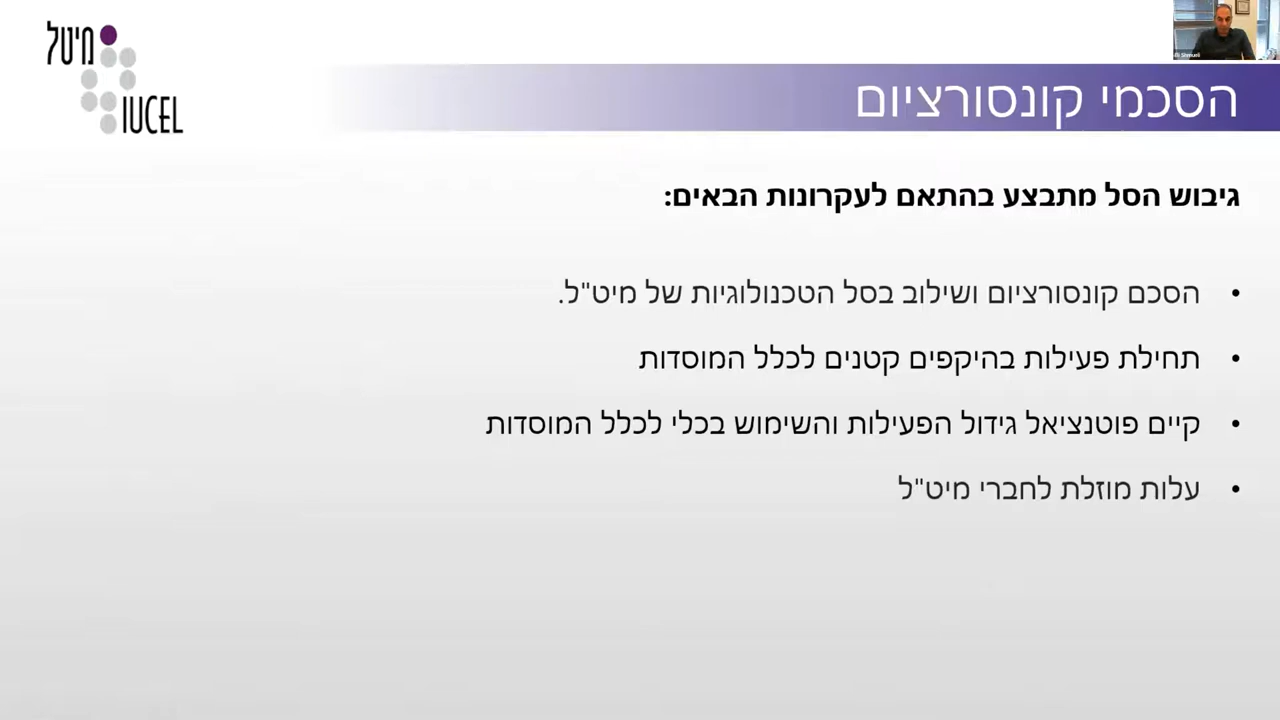 מיטל
IUCEL
הסכמי קונסורציום
גיבוש הסל מתבצע בהתאם לעקרונות הבאים:
• הסכם קונסורציום ושילוב בסל הטכנולוגיות של מיט"ל.
• תחילת פעילות בהיקפים קטנים לכלל המוסדות
• קיים פוטנציאל גידול הפעילות והשימוש בכלי לכלל המוסדות
• עלות מוזלת לחברי מיט"ל
Shmueli